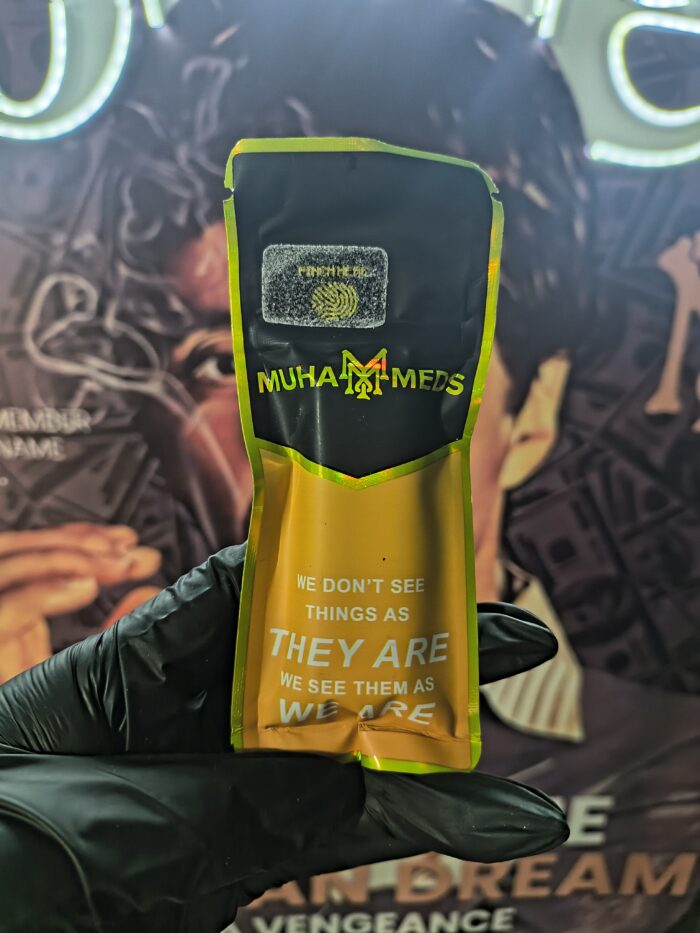 PINCH HERE
MUHA MEDS
WE DON'T SEE
THINGS AS
THEY ARE
WE SEE THEM AS
WE ARE
NAME
AN DREAM
VENGEANCE